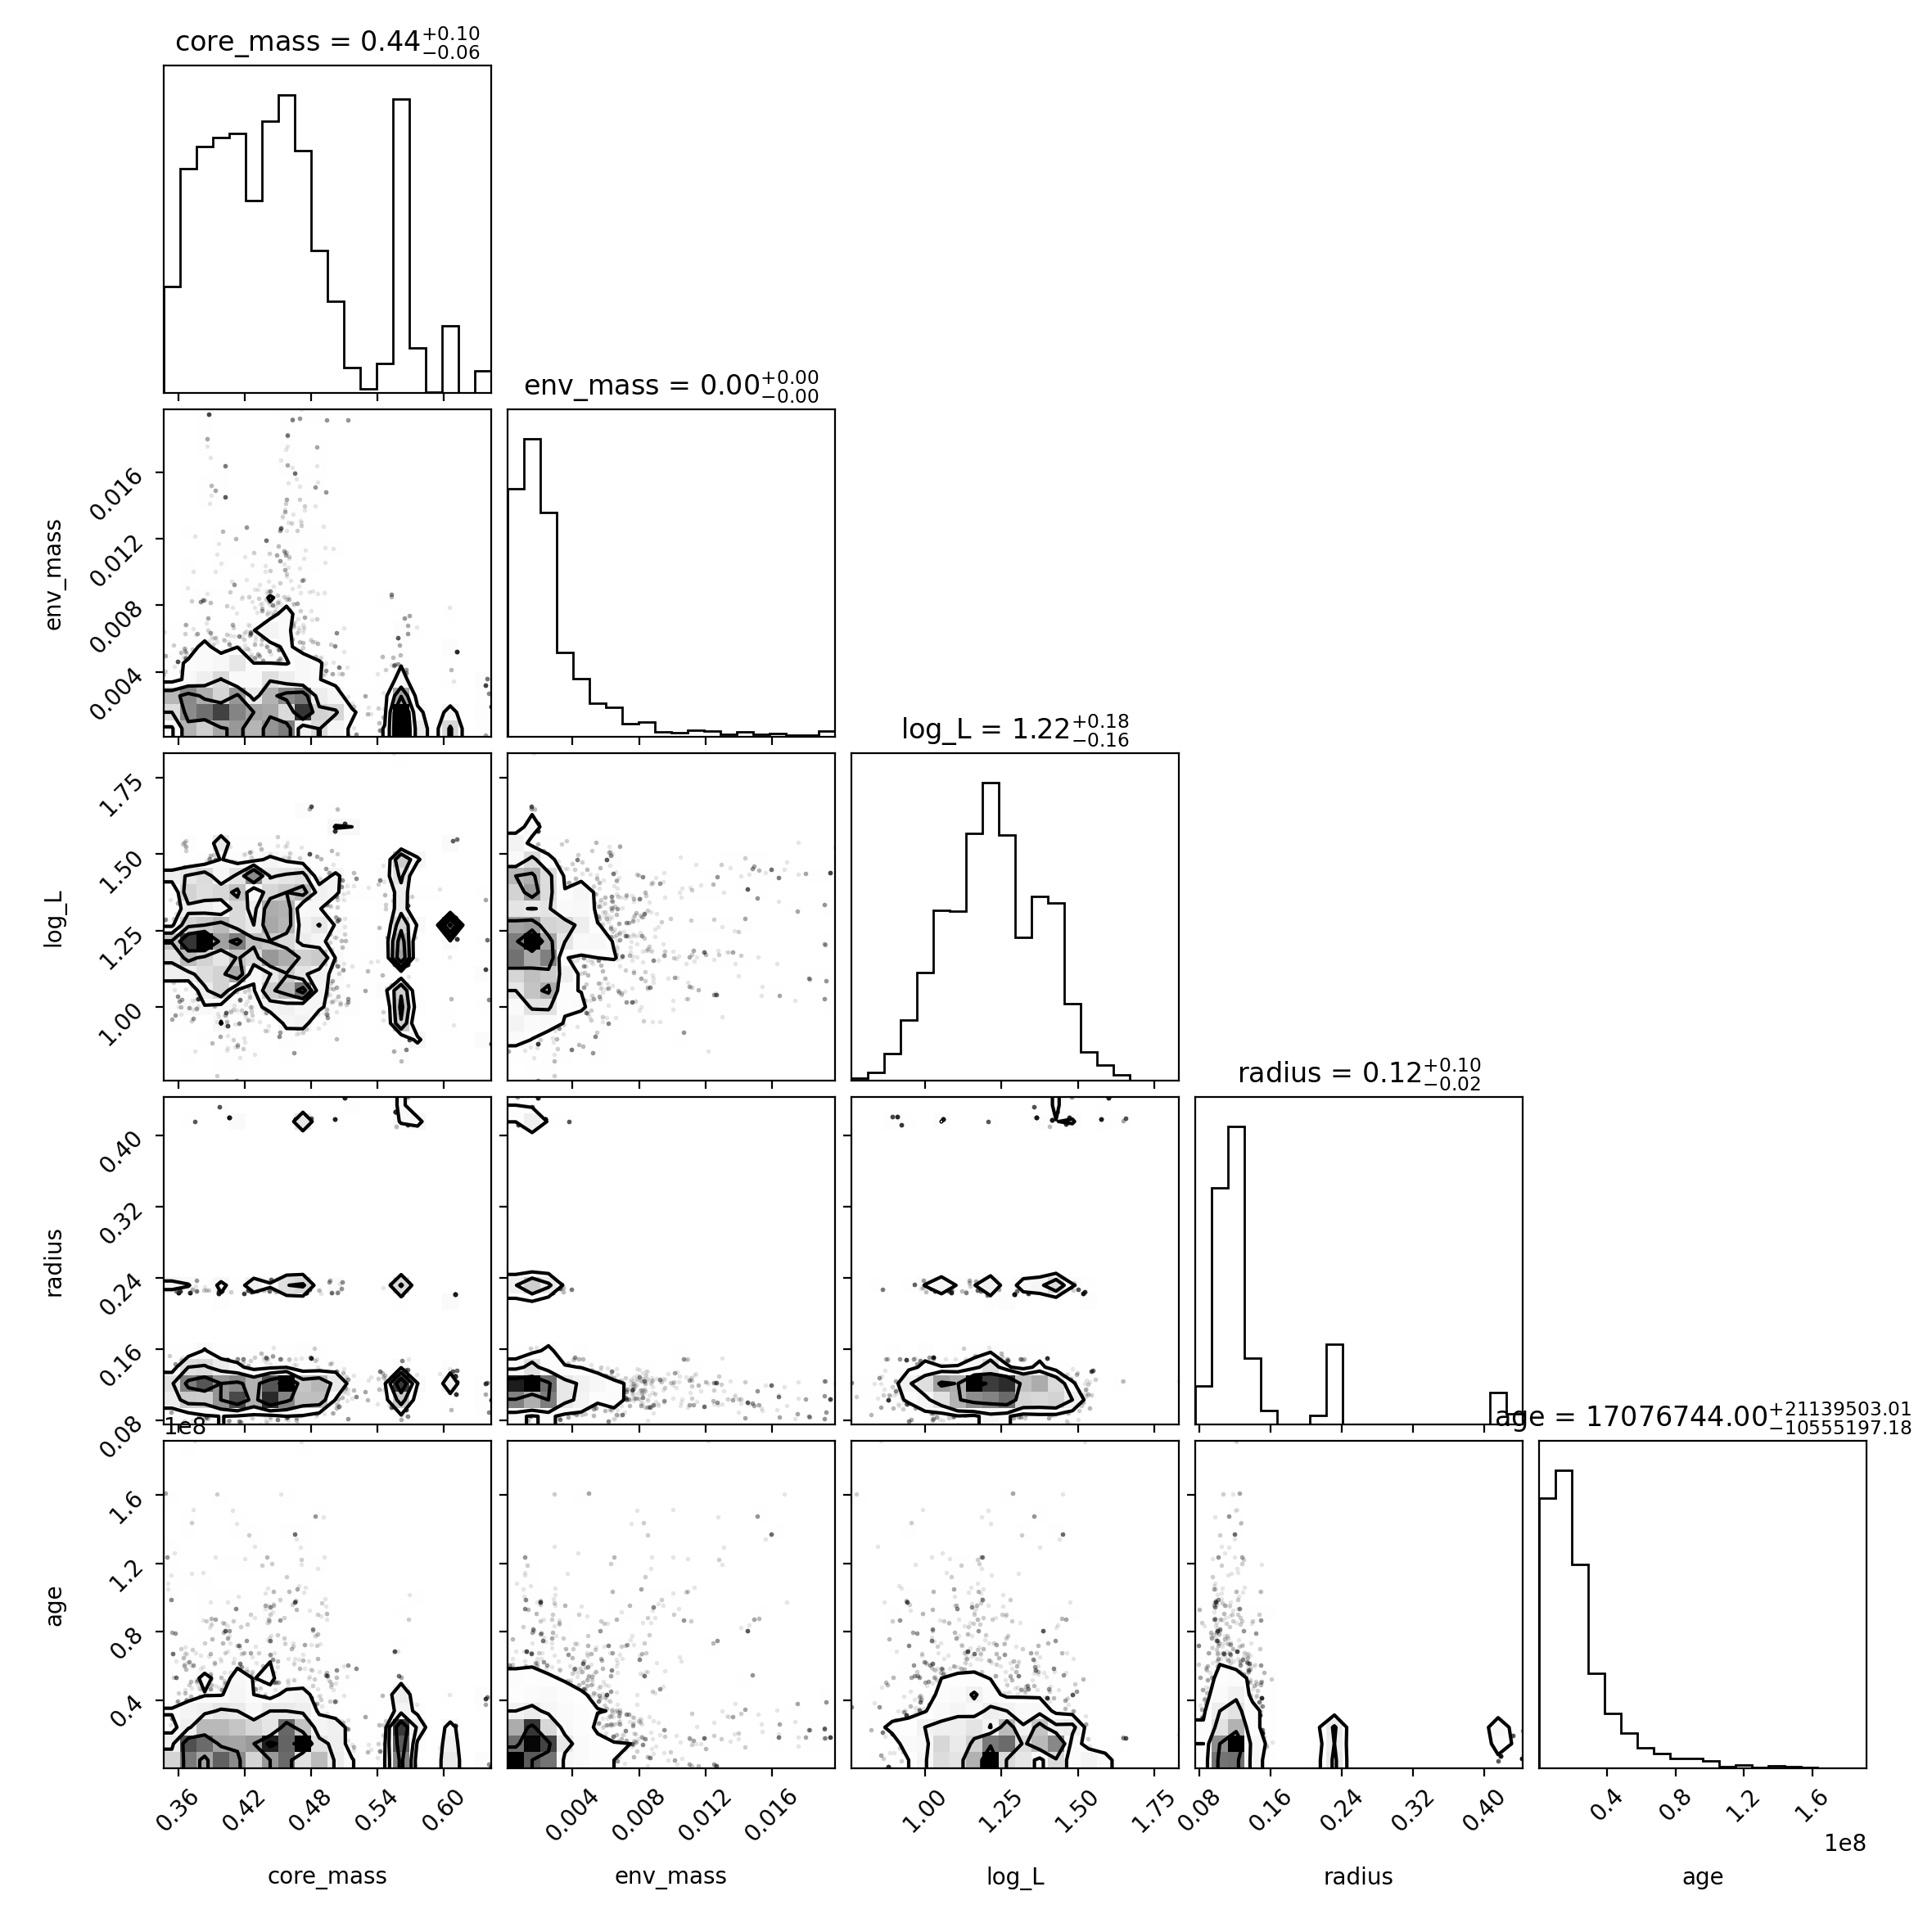 core_mass = 0.44+0.10−0.06
env_mass = 0.00+0.00−0.00
0.016
0.012
0.008
0.004
env_mass
log_L = 1.22+0.18−0.16
1.75
1.50
1.25
1.00
log_L
radius = 0.12+0.10−0.02
0.40
0.32
0.24
0.16
0.08
radius
1e8
age = 17076744.00+21139503.01−10555197.18
1.6
1.2
0.8
0.4
age
0.36 0.42 0.48 0.54 0.60 0.004 0.008 0.012 0.016 1.00 1.25 1.50 1.75 0.08 0.16 0.24 0.32 0.40 0.4 0.8 1.2 1.6
1e8
core_mass env_mass log_L radius age